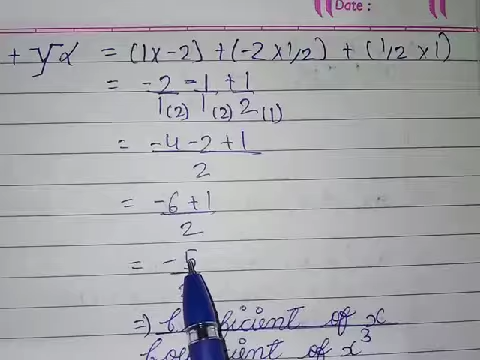 Date :
+ γα = (1x-2) + (-2 x 1/2) + (1/2 x 1)
= -2 -1 +1
1(2) 1(2) 2(1)
= -4 -2 +1
2
= -6 +1
2
= -5
=) coefficient of x
coefficient of x³